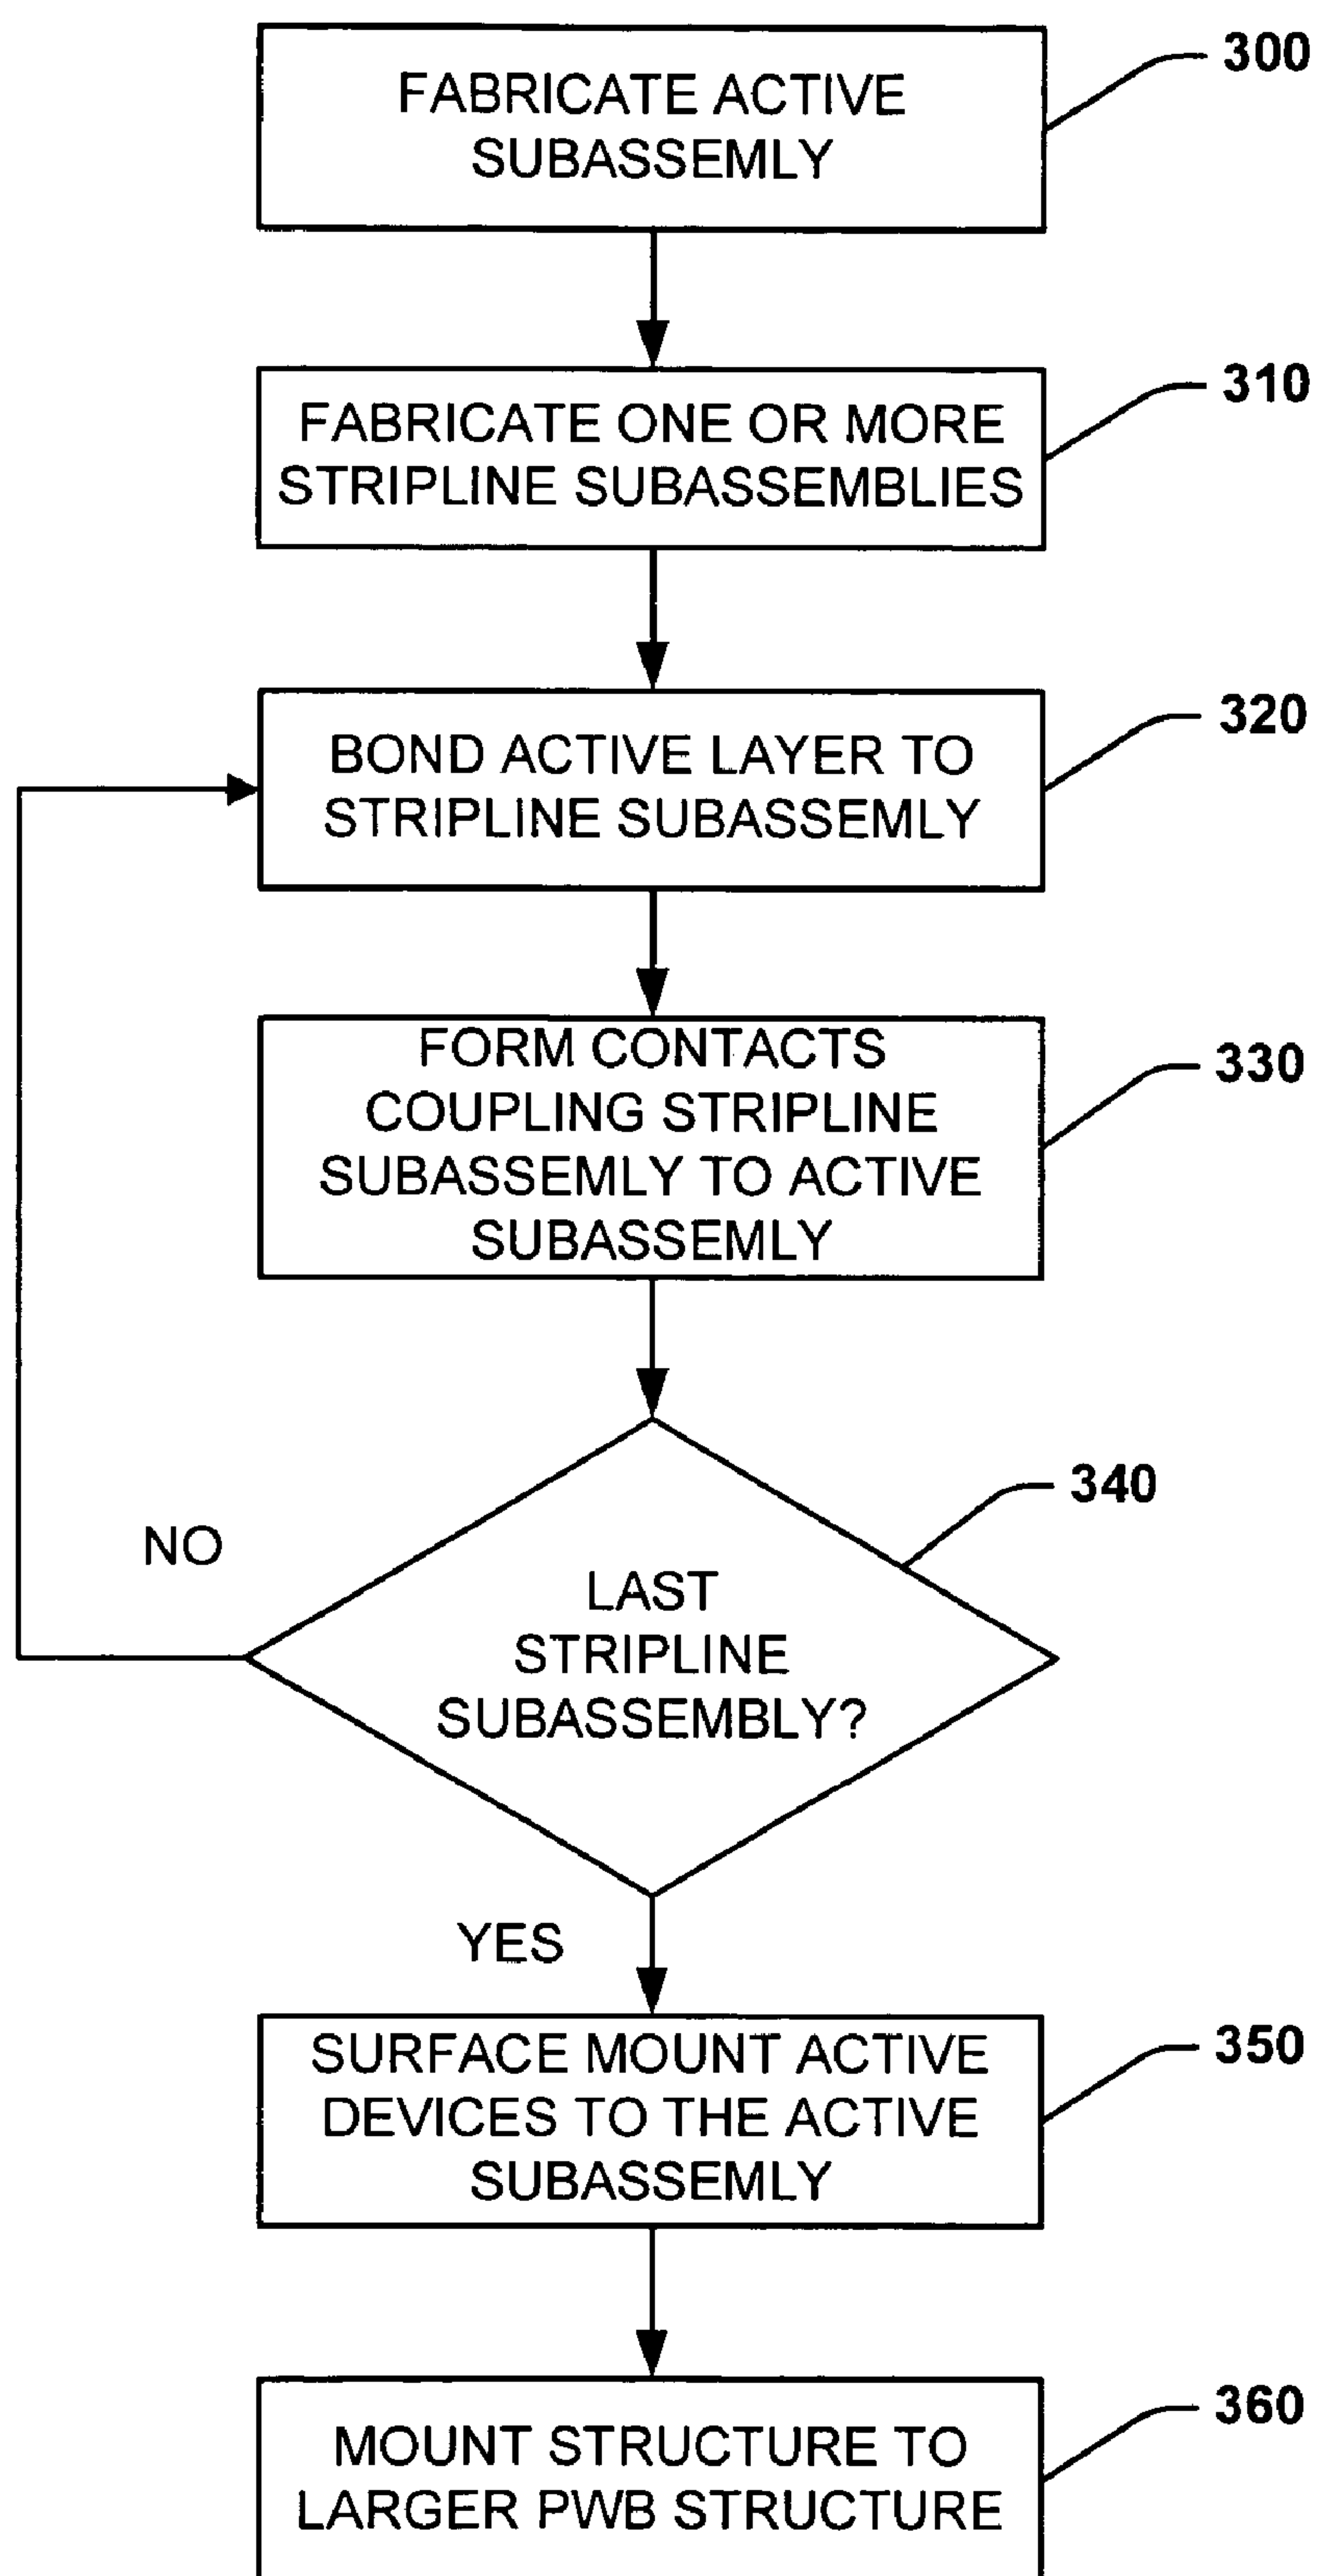 FABRICATE ACTIVE
SUBASSEMLY
300
FABRICATE ONE OR MORE
STRIPLINE SUBASSEMBLIES
310
BOND ACTIVE LAYER TO
STRIPLINE SUBASSEMLY
320
FORM CONTACTS
COUPLING STRIPLINE
SUBASSEMLY TO ACTIVE
SUBASSEMLY
330
LAST
STRIPLINE
SUBASSEMBLY?
340
NO
YES
SURFACE MOUNT ACTIVE
DEVICES TO THE ACTIVE
SUBASSEMLY
350
MOUNT STRUCTURE TO
LARGER PWB STRUCTURE
360